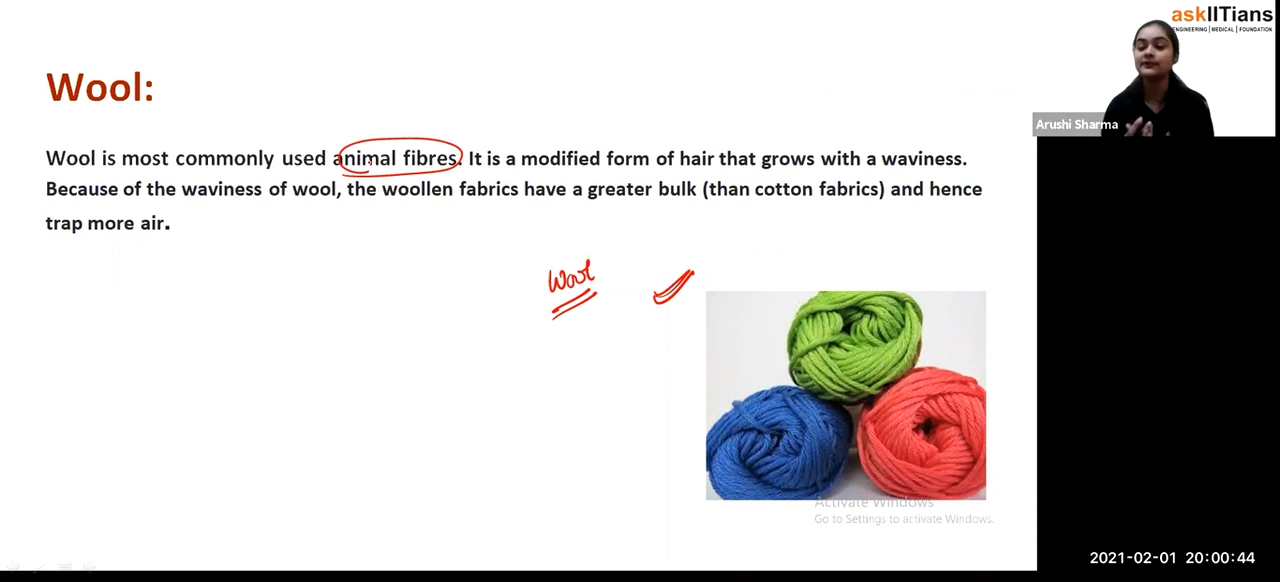 askIITians
ENGINEERING | MEDICAL | FOUNDATION
Wool:
Arushi Sharma
Wool is most commonly used animal fibres. It is a modified form of hair that grows with a waviness.
Because of the waviness of wool, the woollen fabrics have a greater bulk (than cotton fabrics) and hence
trap more air.
Wool
Activate Windows
Go to Settings to activate Windows.
2021-02-01 20:00:44